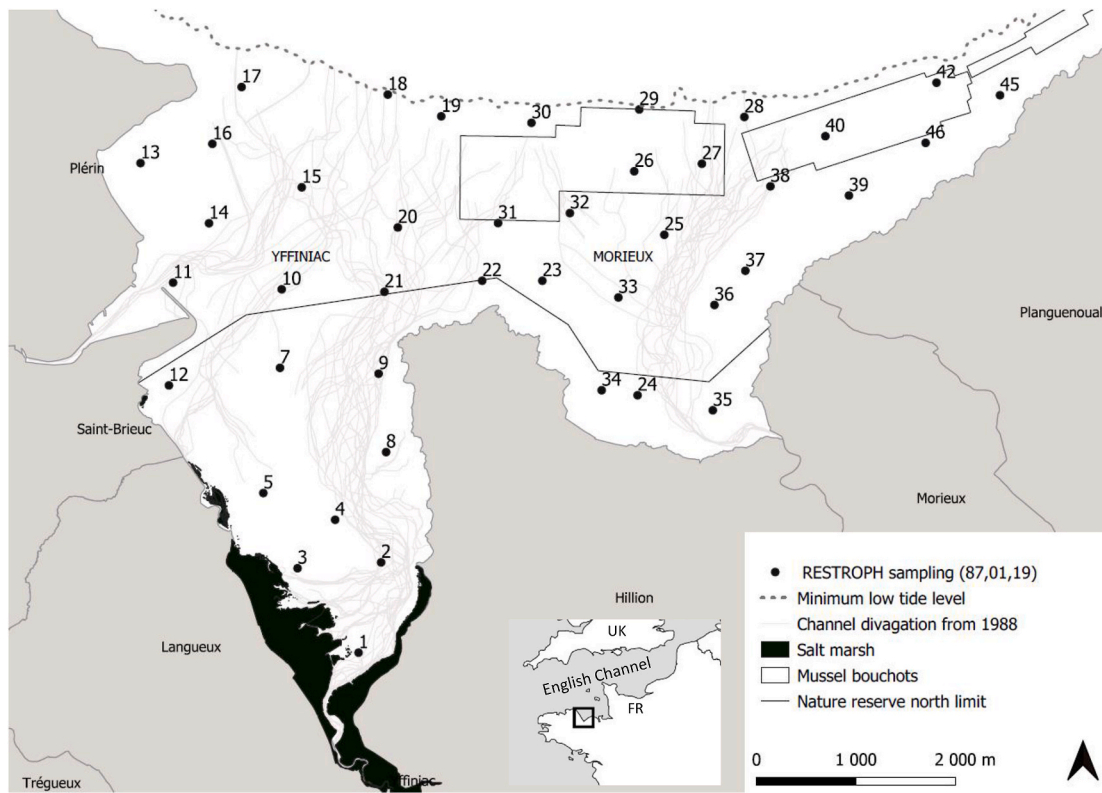 17
18
19
30
29
28
42
45
16
13
Plérin
40
46
26
27
15
38
39
14
20
31
32
25
YFFINIAC
MORIEUX
11
10
21
22
23
33
37
36
Planguenoual
7
9
12
34
24
35
Saint-Brieuc
8
5
4
Morieux
3
2
Hillion
Langueux
1
Trégueux
ffiniac
UK
English Channel
FR
RESTROPH sampling (87,01,19)
Minimum low tide level
Channel divagation from 1988
Salt marsh
Mussel bouchots
Nature reserve north limit
0 1 000 2 000 m